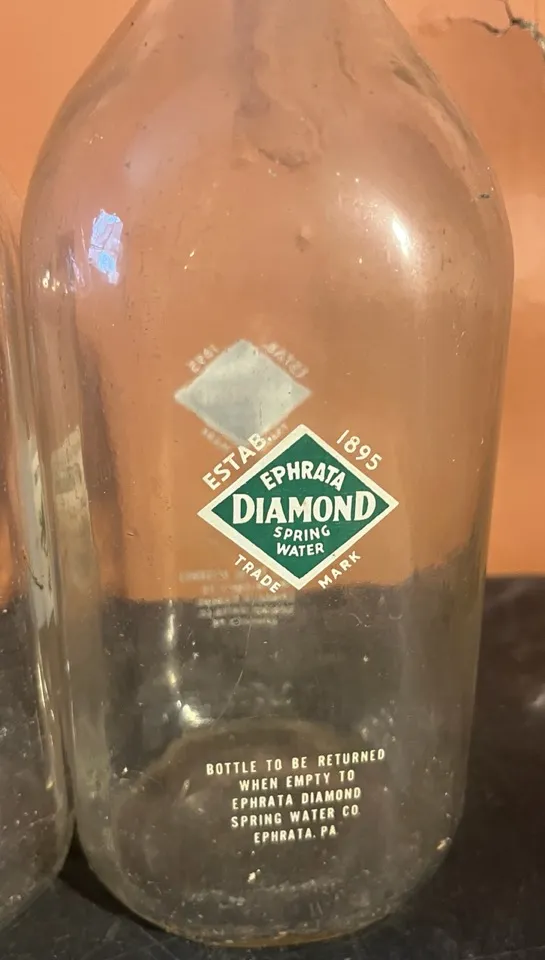 ESTAB. 1895
EPHRATA
DIAMOND
SPRING
WATER
TRADE MARK
BOTTLE TO BE RETURNED
WHEN EMPTY TO
EPHRATA DIAMOND
SPRING WATER CO.
EPHRATA, PA.